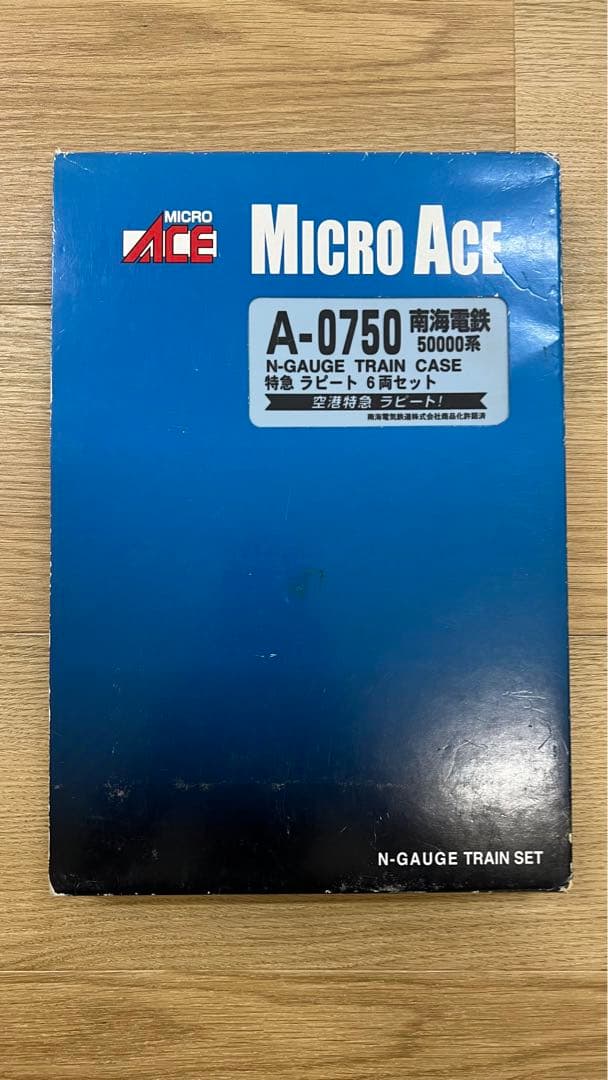 MICRO
ACE
MICRO ACE
A-0750 南海電鉄
50000系
N-GAUGE TRAIN CASE
特急 ラピート 6両セット
空港特急 ラピート!
南海電気鉄道株式会社商品化許諾済
N-GAUGE TRAIN SET